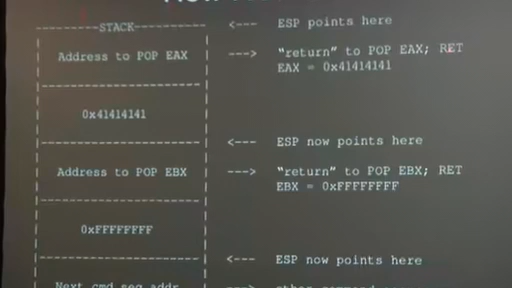 STACK
<--- ESP points here
Address to POP EAX
---> "return" to POP EAX; RET
EAX = 0x41414141
0x41414141
<--- ESP now points here
Address to POP EBX
---> "return" to POP EBX; RET
EBX = 0xFFFFFFFF
0xFFFFFFFF
<--- ESP now points here
Next cmd seq addr